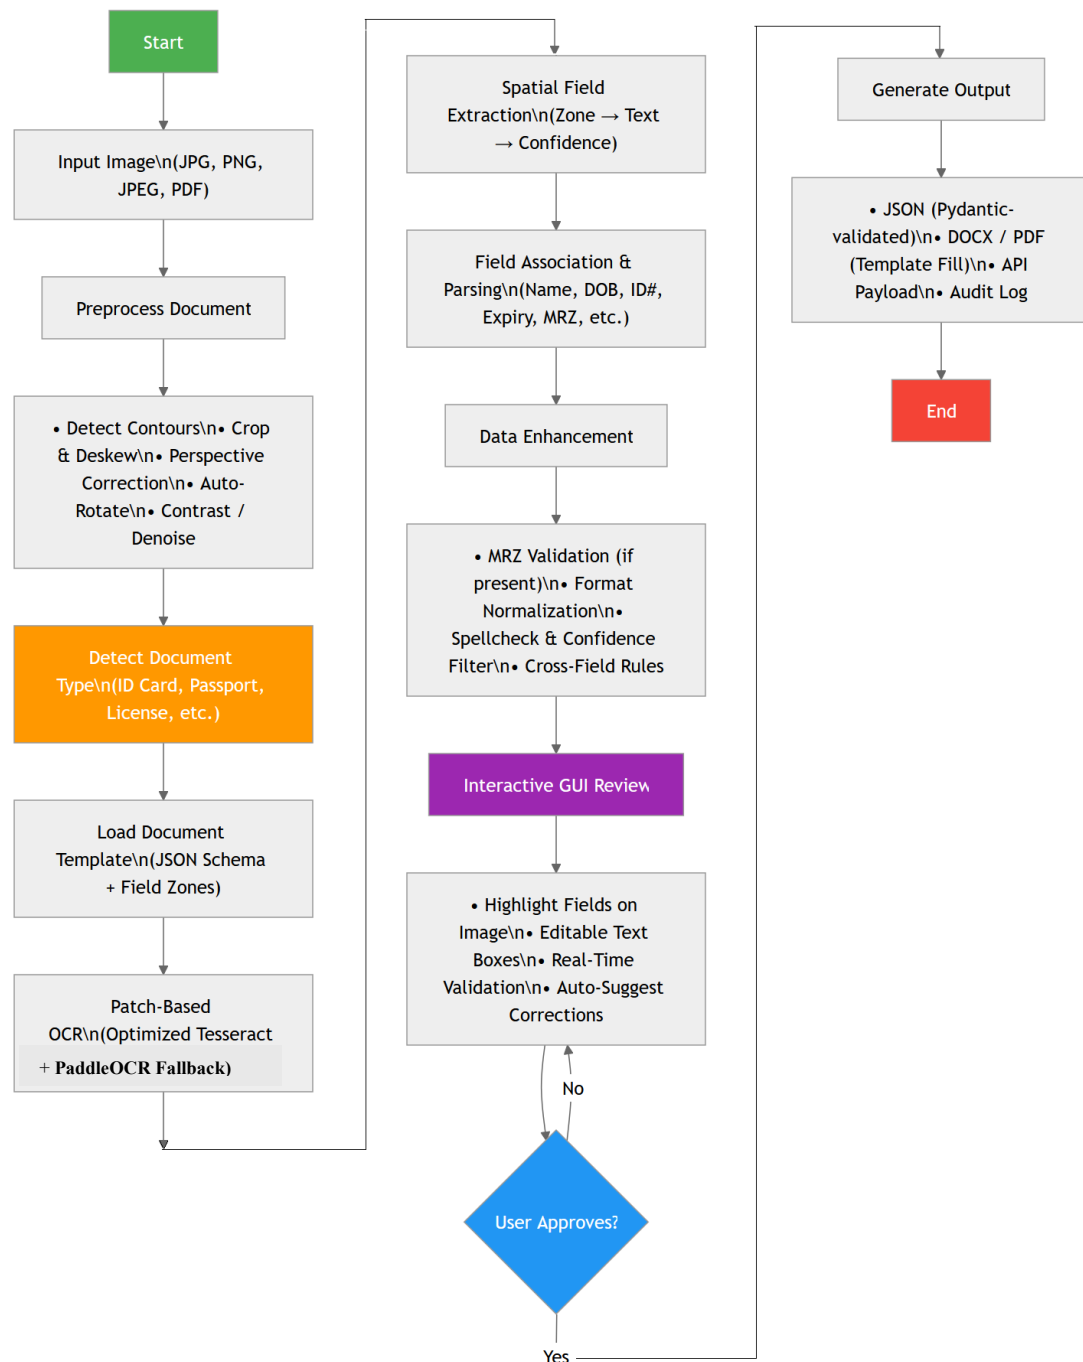 Start
Input Image\n(JPG, PNG,
JPEG, PDF)
Preprocess Document
• Detect Contours\n• Crop
& Deskew\n• Perspective
Correction\n• Auto-
Rotate\n• Contrast /
Denoise
Detect Document
Type\n(ID Card, Passport,
License, etc.)
Load Document
Template\n(JSON Schema
+ Field Zones)
Patch-Based
OCR\n(Optimized Tesseract
+ PaddleOCR Fallback)
Spatial Field
Extraction\n(Zone → Text
→ Confidence)
Field Association &
Parsing\n(Name, DOB, ID#,
Expiry, MRZ, etc.)
Data Enhancement
• MRZ Validation (if
present)\n• Format
Normalization\n•
Spellcheck & Confidence
Filter\n• Cross-Field Rules
Interactive GUI Review
• Highlight Fields on
Image\n• Editable Text
Boxes\n• Real-Time
Validation\n• Auto-Suggest
Corrections
No
User Approves?
Yes
Generate Output
• JSON (Pydantic-
validated)\n• DOCX / PDF
(Template Fill)\n• API
Payload\n• Audit Log
End